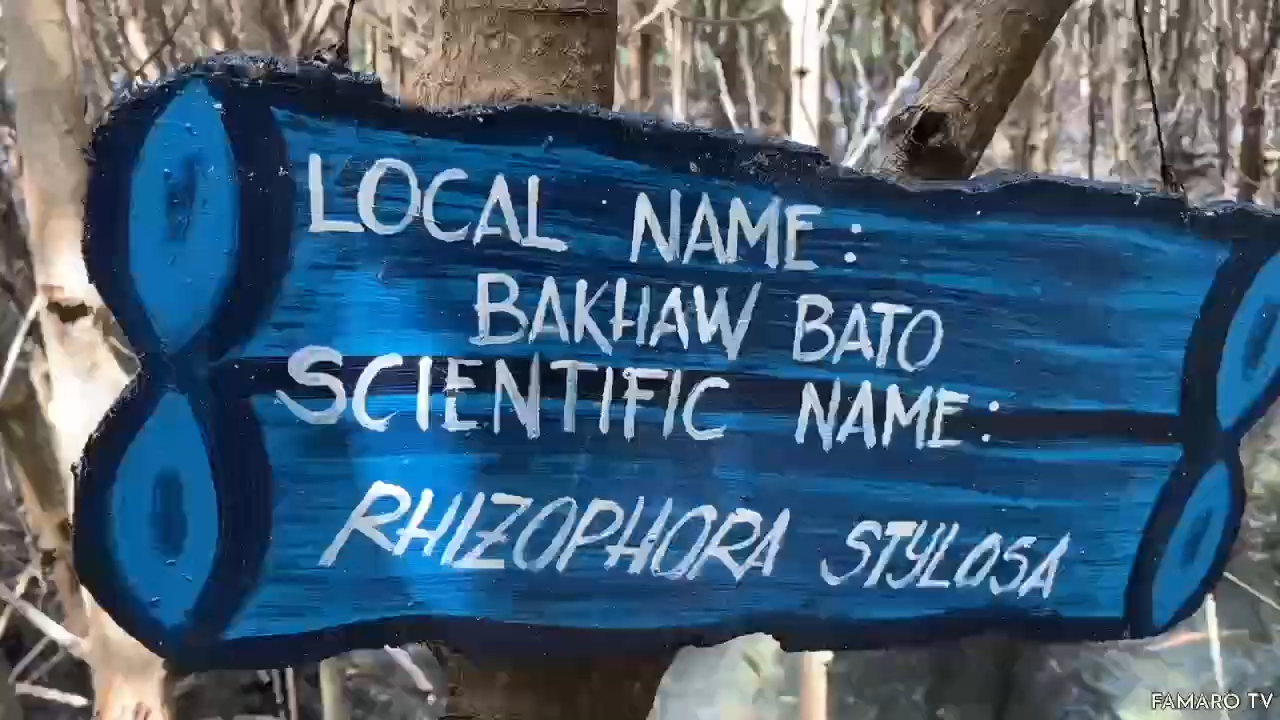 LOCAL NAME:
BAKHAW BATO
SCIENTIFIC NAME:
RHIZOPHORA STYLOSA
FAMARO TV